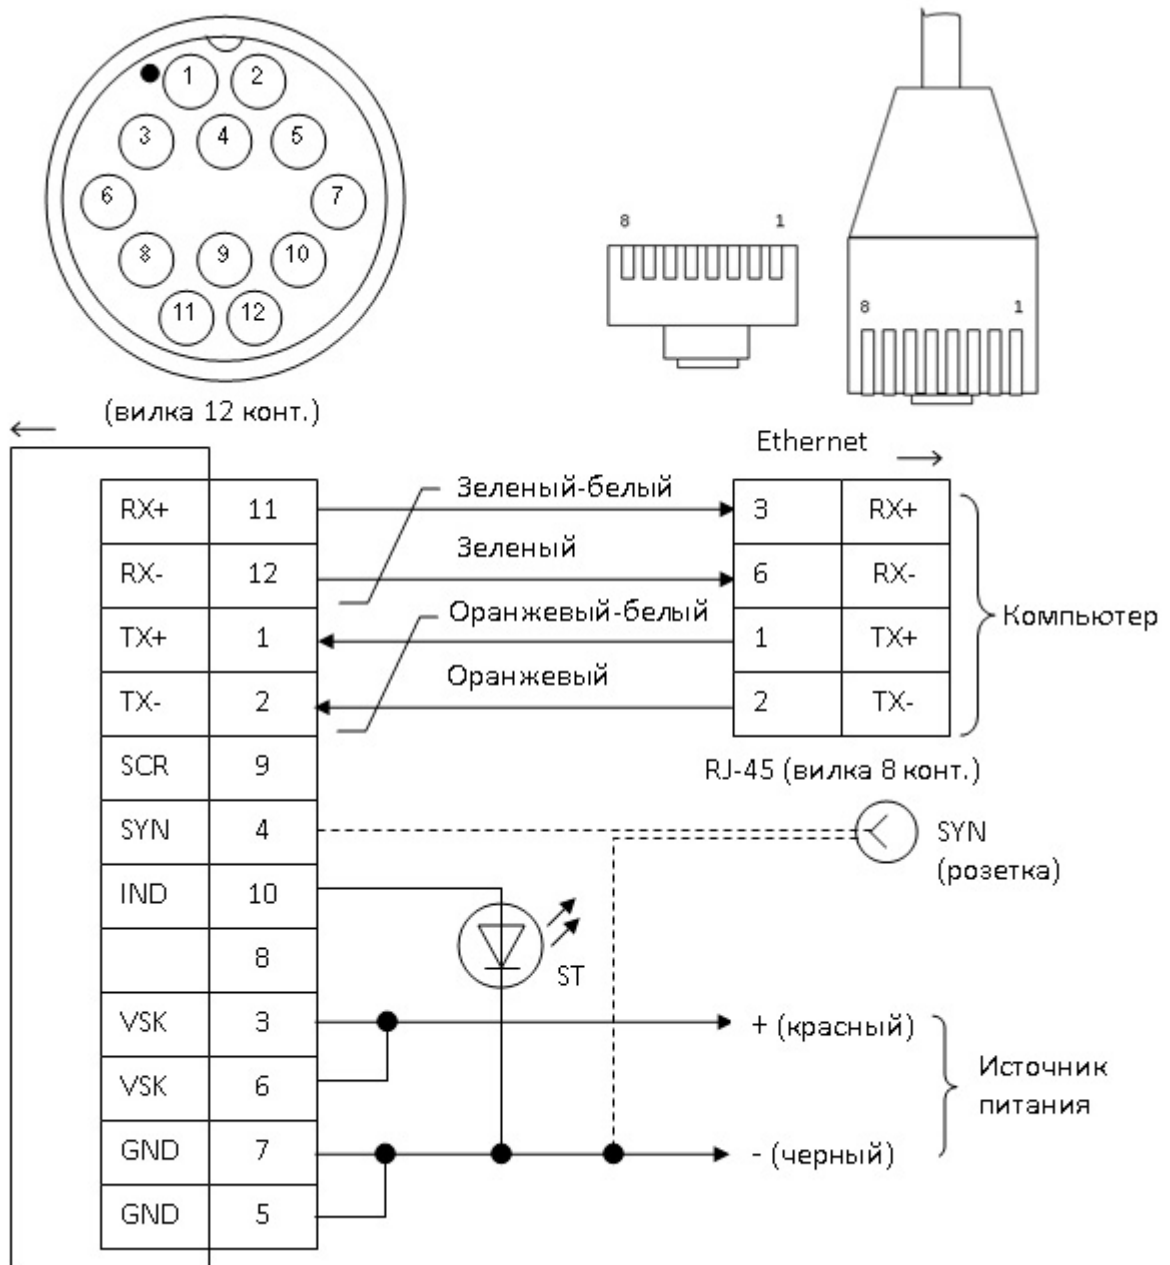 1 2
3 4 5
6 7
8 9 10
11 12
(вилка 12 конт.)
8 1
8 1
Ethernet
RX+ 11 Зеленый-белый 3 RX+
RX- 12 Зеленый 6 RX-
TX+ 1 Оранжевый-белый 1 TX+
TX- 2 Оранжевый 2 TX-
Компьютер
SCR 9
RJ-45 (вилка 8 конт.)
SYN 4
SYN
(розетка)
IND 10
8
ST
VSK 3 + (красный)
VSK 6
Источник
питания
GND 7 - (черный)
GND 5